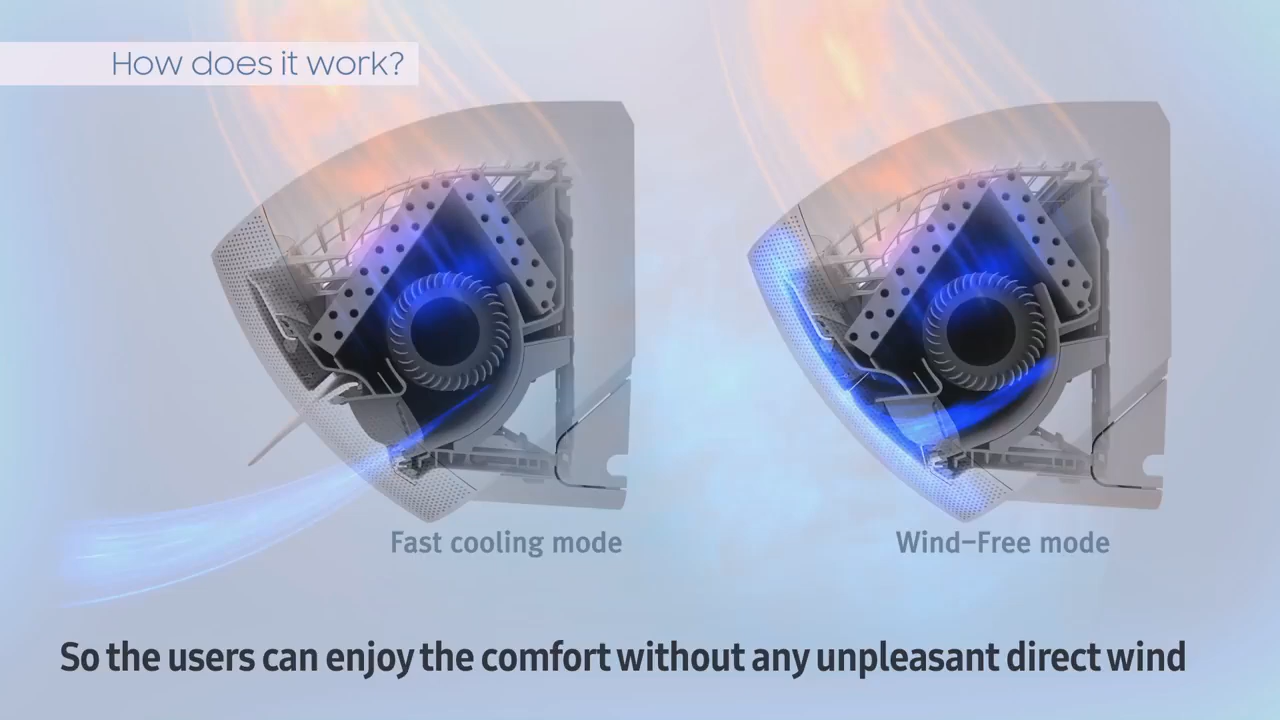 How does it work?
Fast cooling mode
Wind-Free mode
So the users can enjoy the comfort without any unpleasant direct wind